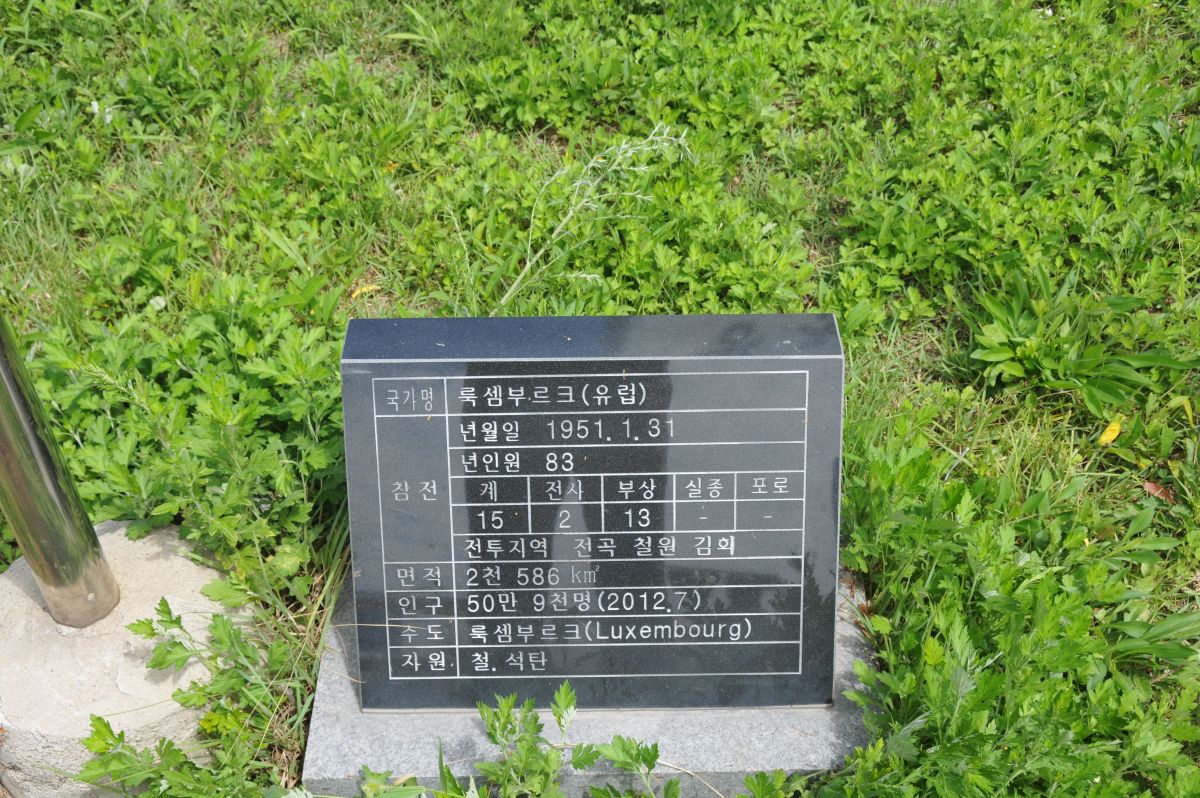 국가명 룩셈부르크(유럽)
년월일 1951.1.31
년인원 83
참전 계 전사 부상 실종 포로
15 2 13 - -
전투지역 전곡 철원 김화
면적 2천 586 ㎢
인구 50만 9천명(2012.7)
수도 룩셈부르크(Luxembourg)
자원 철.석탄